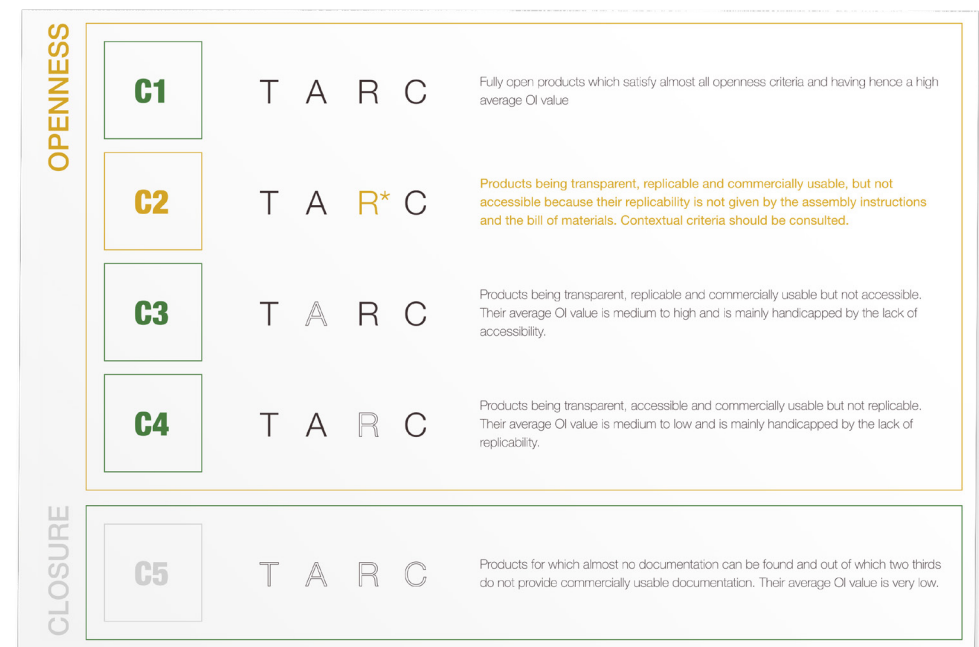 OPENNESS
C1
T A R C
Fully open products which satisfy almost all openness criteria and having hence a high
average OI value
C2
T A R* C
Products being transparent, replicable and commercially usable, but not
accessible because their replicability is not given by the assembly instructions
and the bill of materials. Contextual criteria should be consulted.
C3
T A R C
Products being transparent, replicable and commercially usable but not accessible.
Their average OI value is medium to high and is mainly handicapped by the lack of
accessibility.
C4
T A R C
Products being transparent, accessible and commercially usable but not replicable.
Their average OI value is medium to low and is mainly handicapped by the lack of
replicability.
CLOSURE
C5
T A R C
Products for which almost no documentation can be found and out of which two thirds
do not provide commercially usable documentation. Their average OI value is very low.